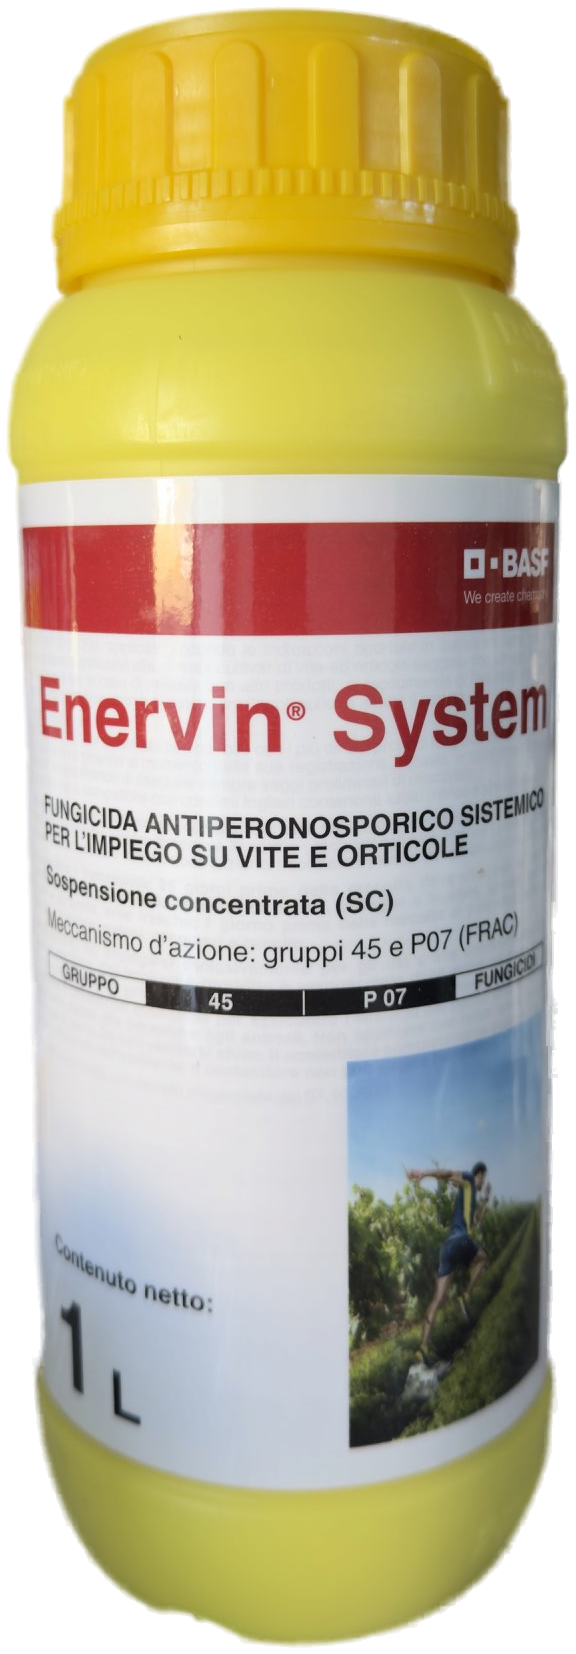 BASF
We create chemistry
Enervin® System
FUNGICIDA ANTIPERONOSPORICO SISTEMICO
PER L'IMPIEGO SU VITE E ORTICOLE
Sospensione concentrata (SC)
Meccanismo d'azione: gruppi 45 e P07 (FRAC)
GRUPPO 45 P 07 FUNGICIDI
Contenuto netto:
1 L